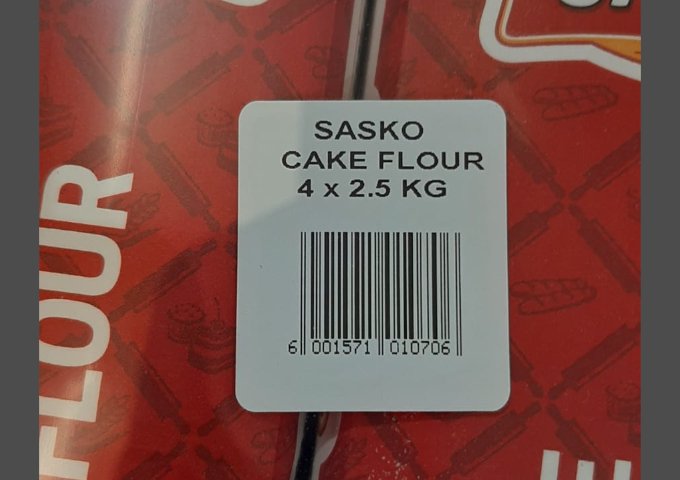 SASKO
CAKE FLOUR
4 x 2.5 KG
6 001571 010706
FLOUR